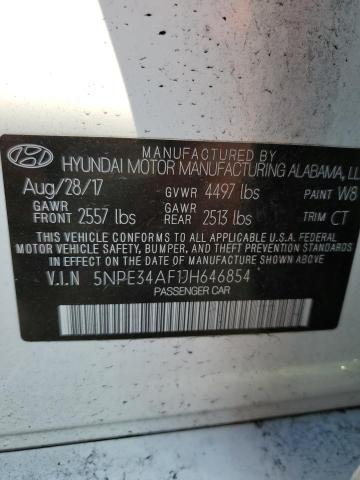 MANUFACTURED BY
HYUNDAI MOTOR MANUFACTURING ALABAMA, LL
Aug/28/17 GVWR 4497 lbs PAINT W8
GAWR FRONT 2557 lbs GAWR REAR 2513 lbs TRIM CT
THIS VEHICLE CONFORMS TO ALL APPLICABLE U.S.A. FEDERAL
MOTOR VEHICLE SAFETY, BUMPER, AND THEFT PREVENTION
STANDARDS IN EFFECT ON THE DATE OF
MANUFACTURE SHOWN ABOVE.
V.I.N 5NPE34AF1JH646854
PASSENGER CAR